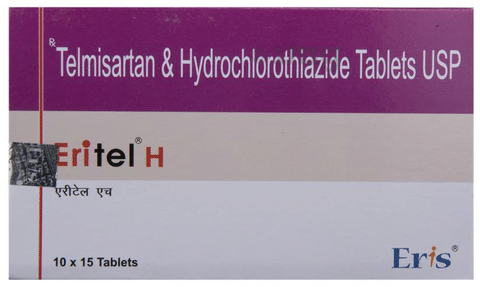 ℞ Telmisartan & Hydrochlorothiazide Tablets USP
Eritel® H
एरीटेल एच
10 x 15 Tablets
Eris®